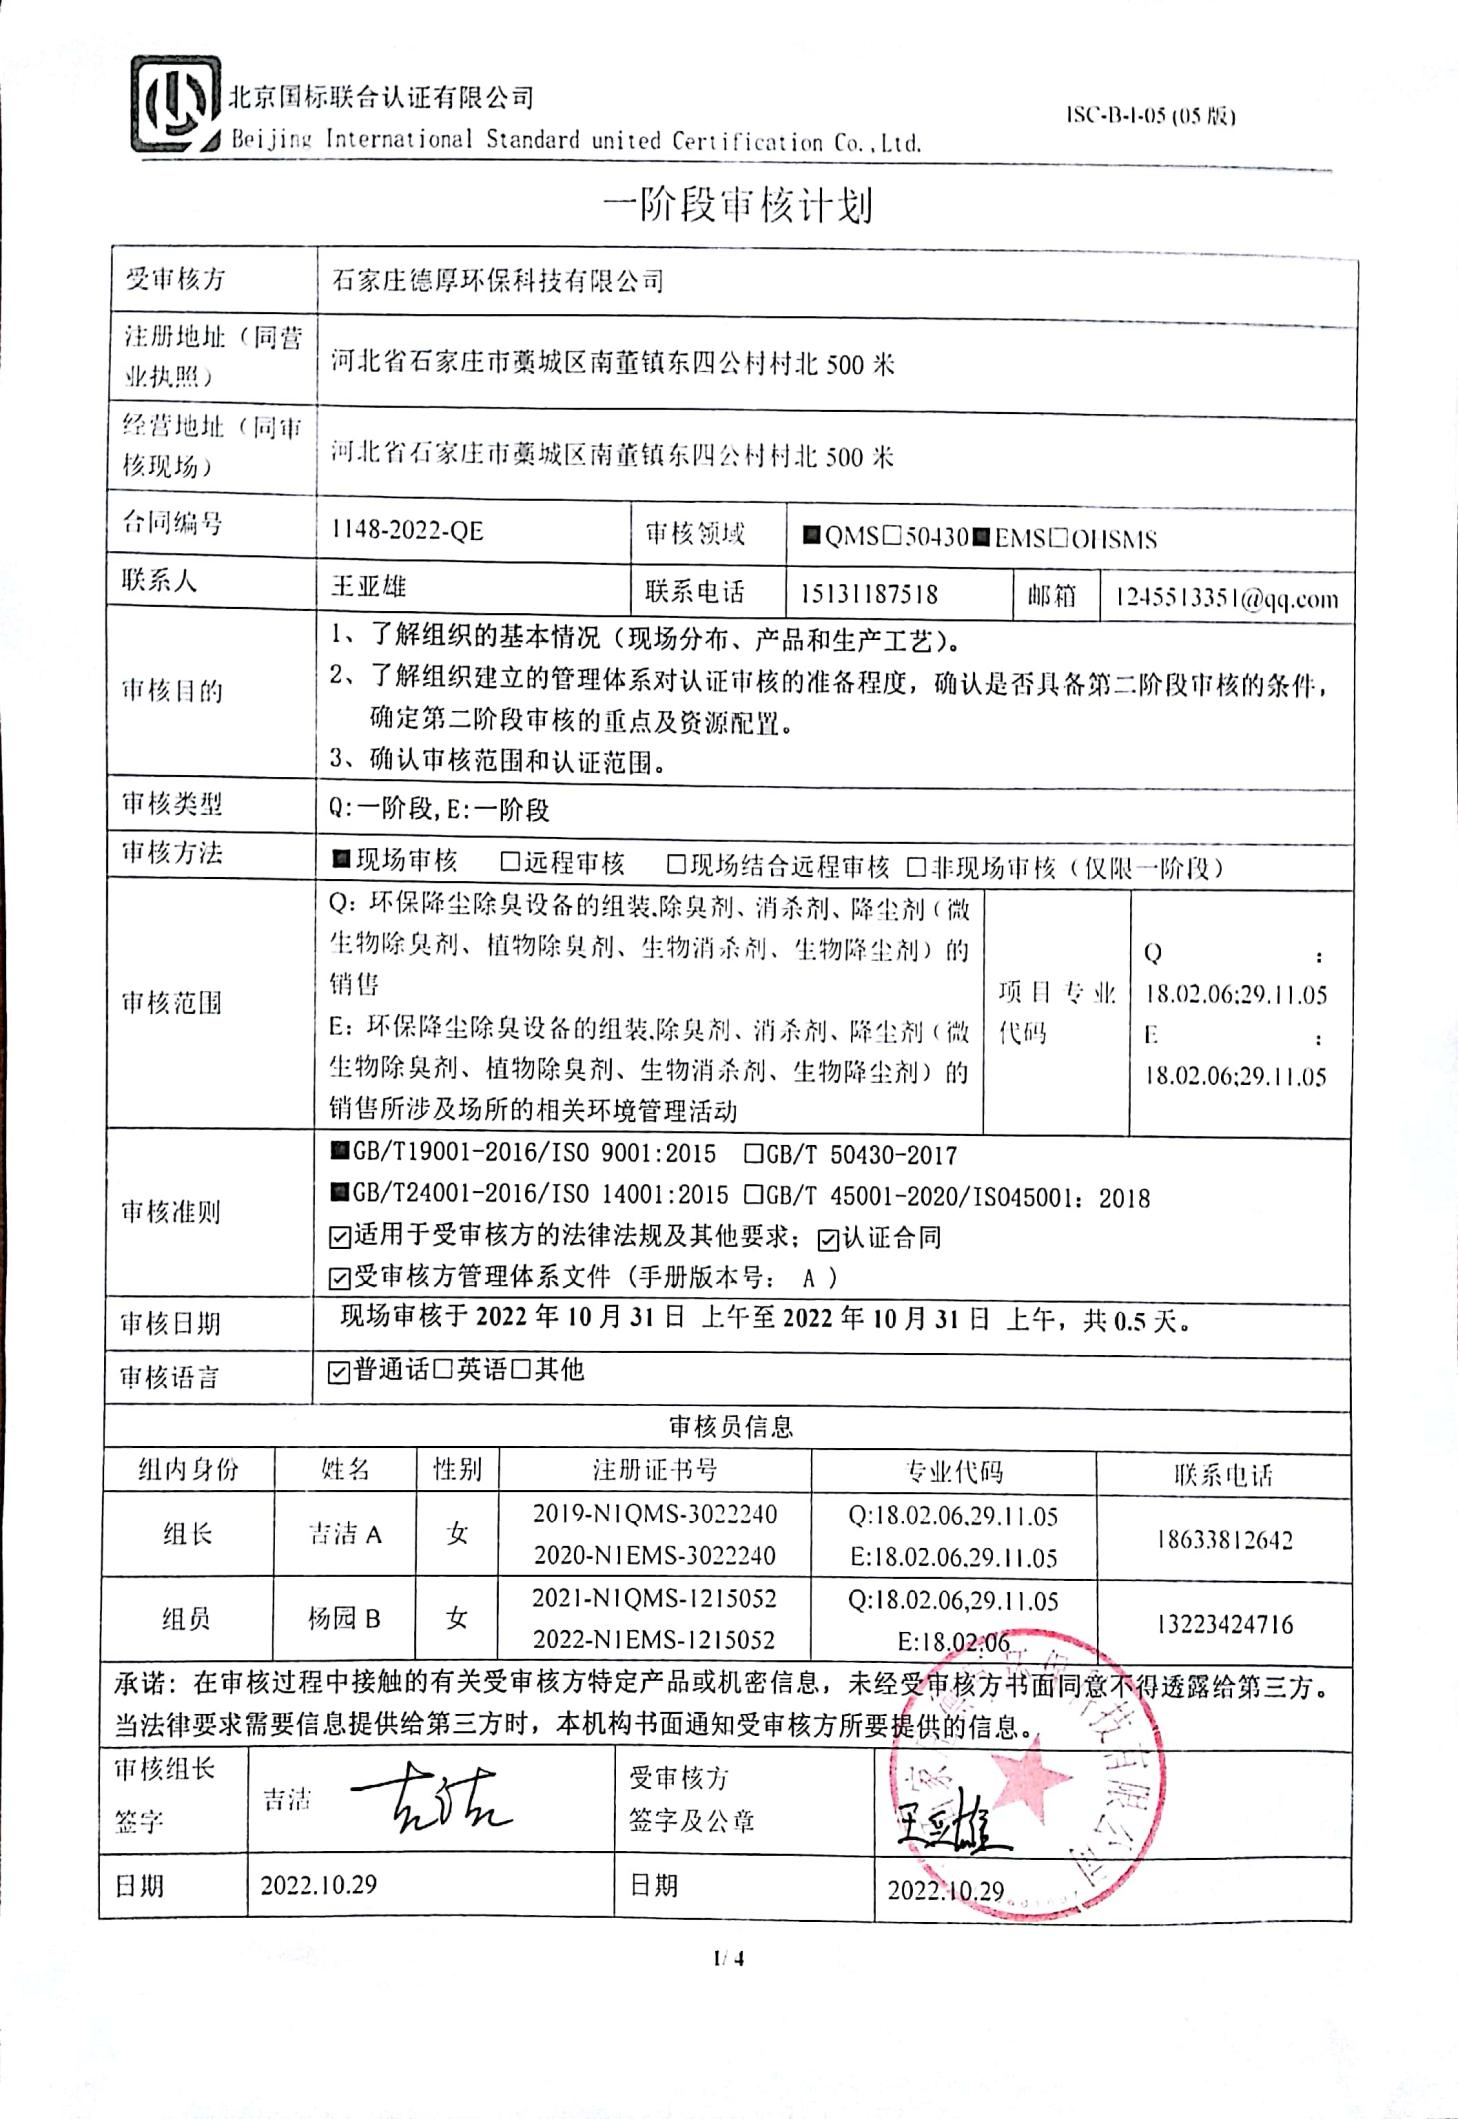 北京国标联合认证有限公司
Beijing International Standard united Certification Co.,Ltd.
ISC-B-I-05 (05 版)
一阶段审核计划
受审核方 石家庄德厚环保科技有限公司
注册地址（同营
业执照）
河北省石家庄市藁城区南董镇东四公村村北 500 米
经营地址（同审
核现场）
河北省石家庄市藁城区南董镇东四公村村北 500 米
合同编号 1148-2022-QE 审核领域 ■QMS□50430■EMS□OHSMS
联系人 王亚雄 联系电话 15131187518 邮箱 1245513351@qq.com
审核目的
1、了解组织的基本情况（现场分布、产品和生产工艺）。
2、了解组织建立的管理体系对认证审核的准备程度，确认是否具备第二阶段审核的条件，
确定第二阶段审核的重点及资源配置。
3、确认审核范围和认证范围。
审核类型 Q:一阶段,E:一阶段
审核方法 ■现场审核 □远程审核 □现场结合远程审核 □非现场审核（仅限一阶段）
审核范围
Q：环保降尘除臭设备的组装,除臭剂、消杀剂、降尘剂（微
生物除臭剂、植物除臭剂、生物消杀剂、生物降尘剂）的
销售
E：环保降尘除臭设备的组装,除臭剂、消杀剂、降尘剂（微
生物除臭剂、植物除臭剂、生物消杀剂、生物降尘剂）的
销售所涉及场所的相关环境管理活动
项目专业
代码
Q ：
18.02.06;29.11.05
E ：
18.02.06;29.11.05
审核准则
■GB/T19001-2016/ISO 9001:2015 □GB/T 50430-2017
■GB/T24001-2016/ISO 14001:2015 □GB/T 45001-2020/ISO45001：2018
☑适用于受审核方的法律法规及其他要求；☑认证合同
☑受审核方管理体系文件（手册版本号： A ）
审核日期 现场审核于 2022 年 10 月 31 日 上午至 2022 年 10 月 31 日 上午，共 0.5 天。
审核语言 ☑普通话□英语□其他
审核员信息
组内身份 姓名 性别 注册证书号 专业代码 联系电话
组长 吉洁 A 女 2019-N1QMS-3022240 Q:18.02.06,29.11.05 18633812642
2020-N1EMS-3022240 E:18.02.06,29.11.05
组员 杨园 B 女 2021-N1QMS-1215052 Q:18.02.06,29.11.05 13223424716
2022-N1EMS-1215052 E:18.02.06
承诺：在审核过程中接触的有关受审核方特定产品或机密信息，未经受审核方书面同意不得透露给第三方。
当法律要求需要信息提供给第三方时，本机构书面通知受审核方所要提供的信息。
审核组长
签字
吉洁 吉洁
受审核方
签字及公章
王亚雄
日期 2022.10.29 日期 2022.10.29
1/ 4